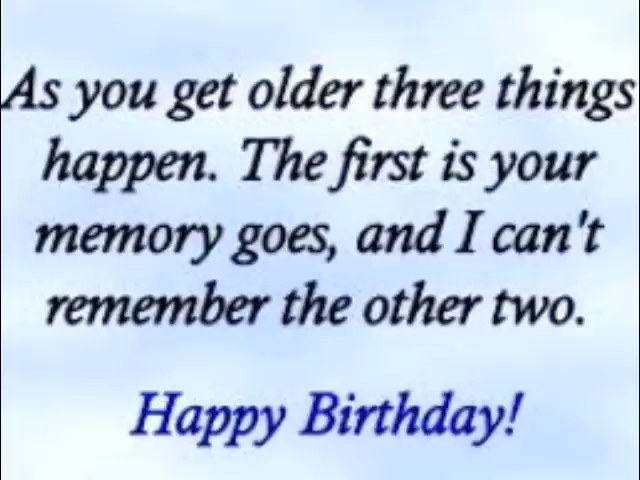 As you get older three things
happen. The first is your
memory goes, and I can't
remember the other two.
Happy Birthday!